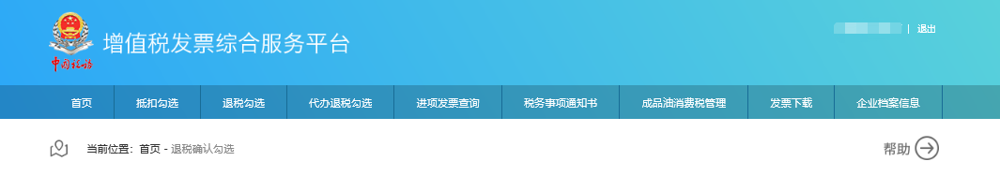 中国税务
增值税发票综合服务平台
| 退出
首页 抵扣勾选 退税勾选 代办退税勾选 进项发票查询 税务事项通知书 成品油消费税管理 发票下载 企业档案信息
当前位置：首页 - 退税确认勾选
帮助